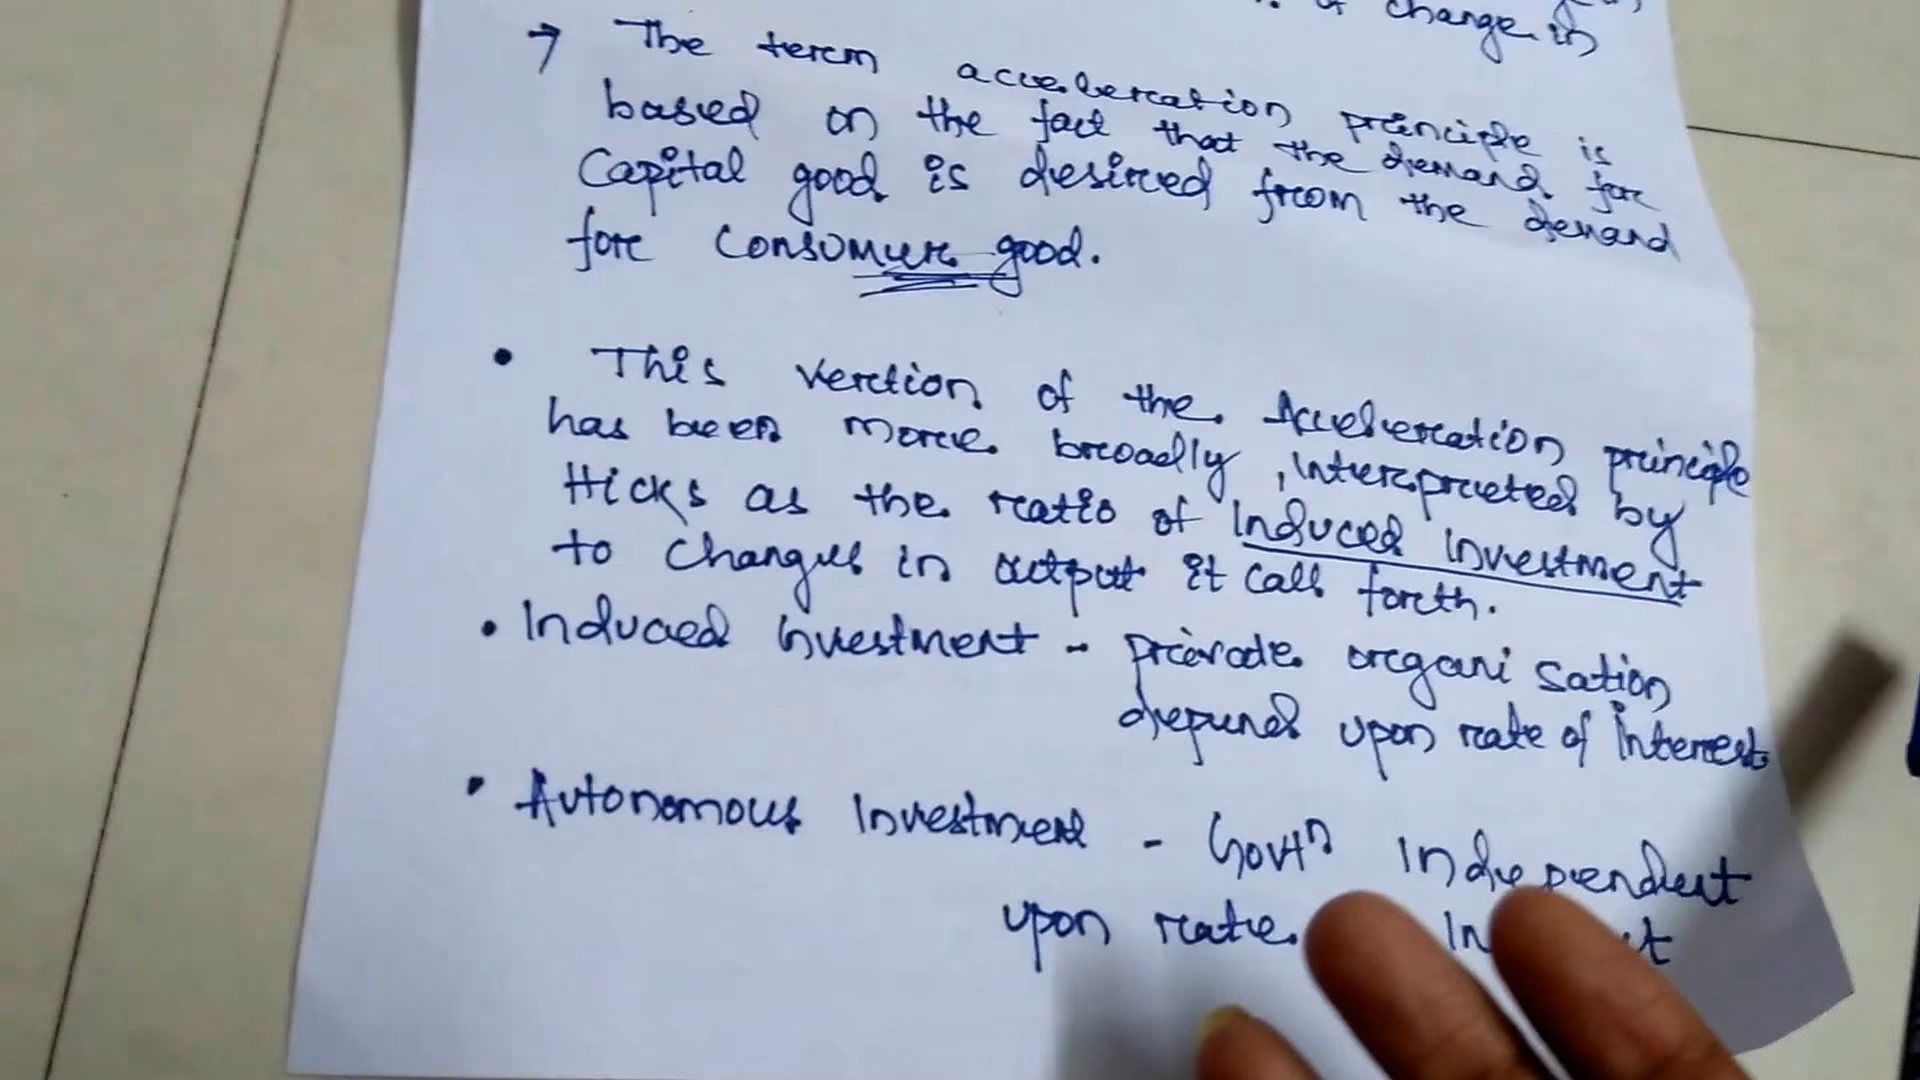 of change in
→ The term acceleration principle is
based on the fact that the demand for
Capital good is desired from the demand
for Consumer good.
• This vertion of the Acceleration principle
has been more broadly, interpreted by
Hicks as the ratio of Induced Investment
to changes in output it call forth.
• Induced Investment - private organisation
depend upon rate of interest
• Autonomous Investment - Govtn Independent
upon rate